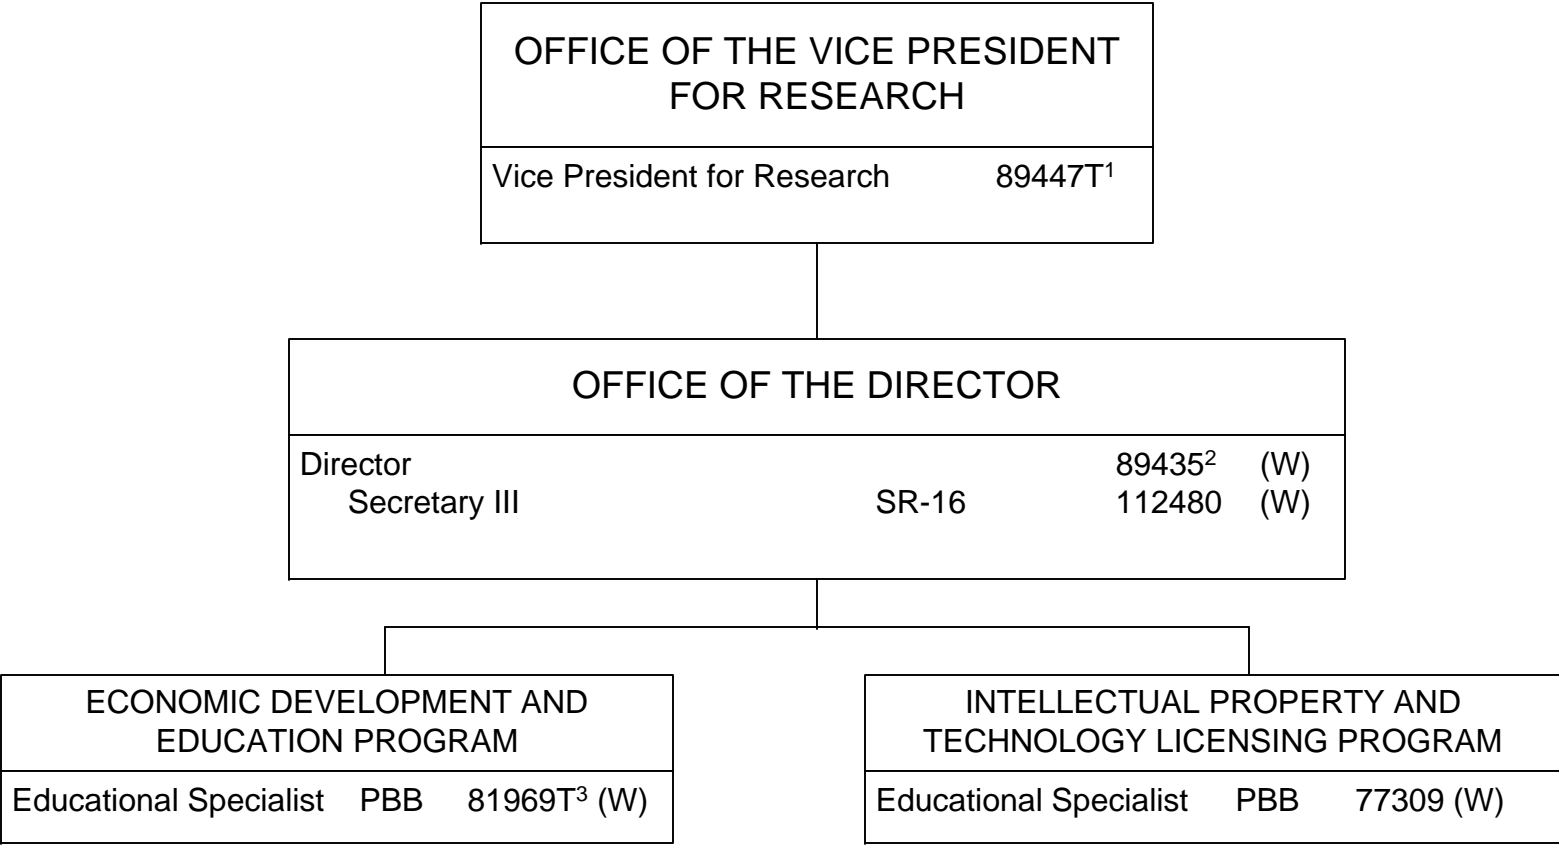 OFFICE OF THE VICE PRESIDENT
FOR RESEARCH
Vice President for Research 89447T¹
OFFICE OF THE DIRECTOR
Director 89435² (W)
Secretary III SR-16 112480 (W)
ECONOMIC DEVELOPMENT AND
EDUCATION PROGRAM
Educational Specialist PBB 81969T³ (W)
INTELLECTUAL PROPERTY AND
TECHNOLOGY LICENSING PROGRAM
Educational Specialist PBB 77309 (W)